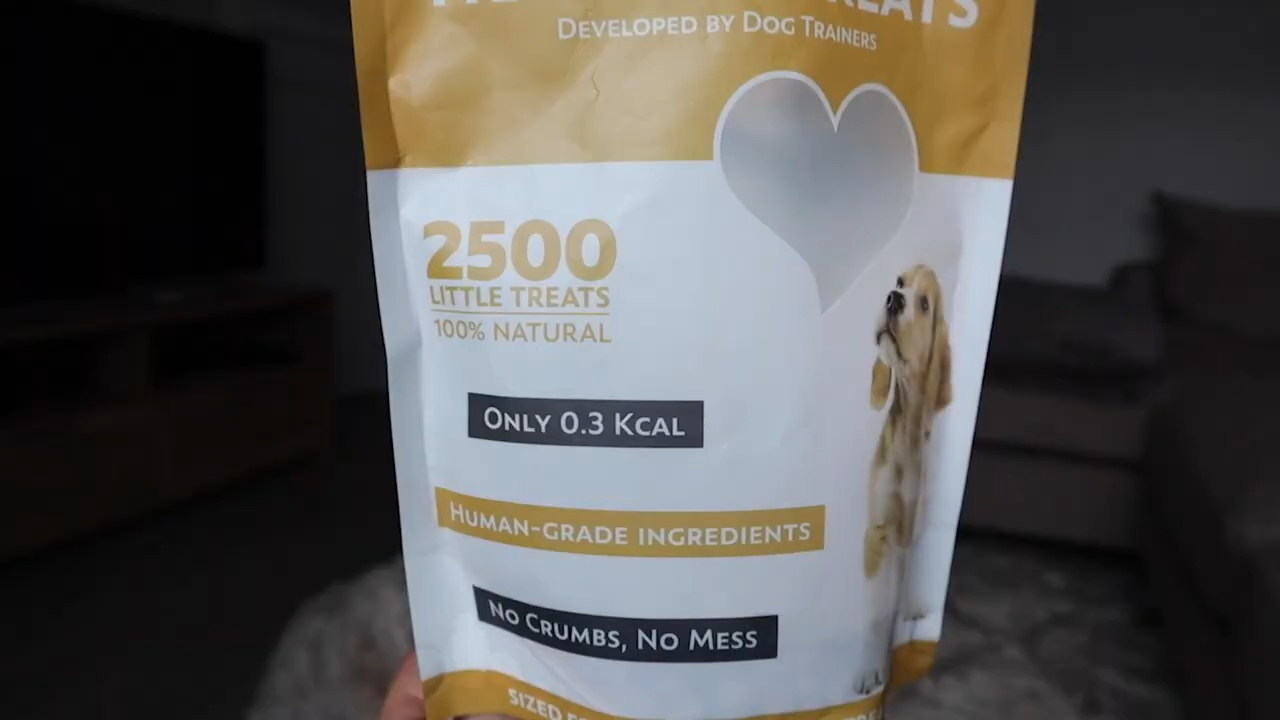 DEVELOPED BY DOG TRAINERS
2500
LITTLE TREATS
100% NATURAL
ONLY 0.3 KCAL
HUMAN-GRADE INGREDIENTS
NO CRUMBS, NO MESS
SIZED